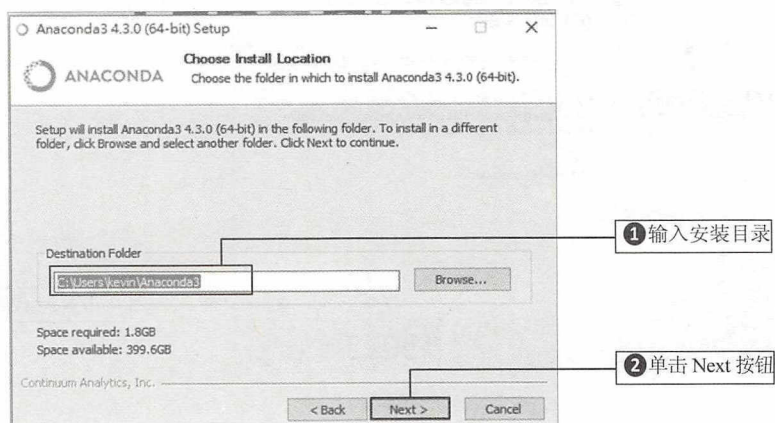 Anaconda3 4.3.0 (64-bit) Setup
Choose Install Location
ANACONDA
Choose the folder in which to install Anaconda3 4.3.0 (64-bit).
Setup will install Anaconda3 4.3.0 (64-bit) in the following folder. To install in a different
folder, click Browse and select another folder. Click Next to continue.
❶输入安装目录
Destination Folder
C:\Users\kevin\Anaconda3
Browse...
Space required: 1.8GB
Space available: 399.6GB
❷单击 Next 按钮
Continuum Analytics, Inc.
< Back
Next >
Cancel